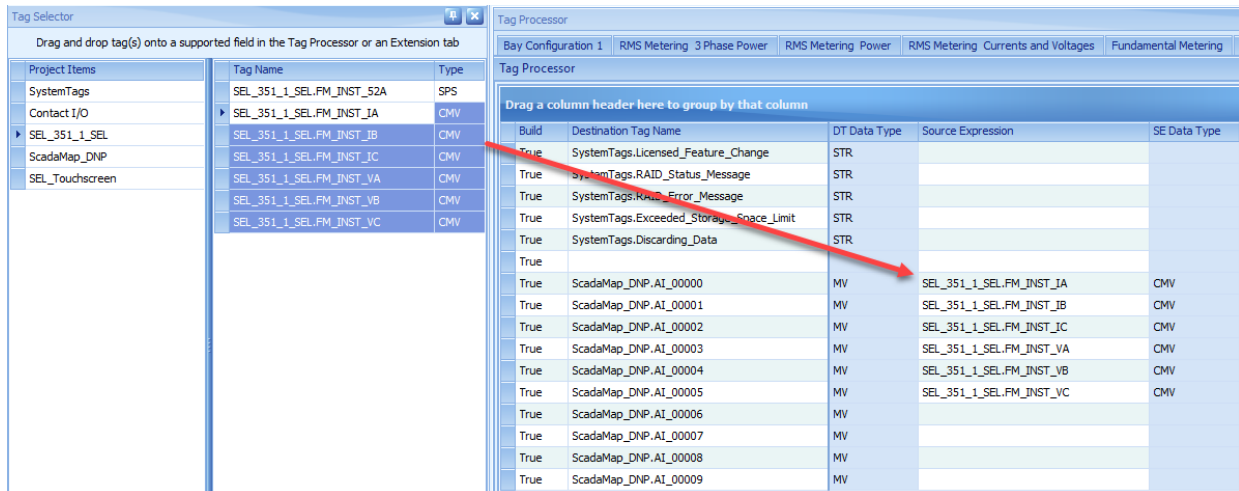 Tag Selector
Drag and drop tag(s) onto a supported field in the Tag Processor or an Extension tab
Project Items
SystemTags
Contact I/O
SEL_351_1_SEL
ScadaMap_DNP
SEL_Touchscreen
Tag Name Type
SEL_351_1_SEL.FM_INST_52A SPS
SEL_351_1_SEL.FM_INST_IA CMV
SEL_351_1_SEL.FM_INST_IB CMV
SEL_351_1_SEL.FM_INST_IC CMV
SEL_351_1_SEL.FM_INST_VA CMV
SEL_351_1_SEL.FM_INST_VB CMV
SEL_351_1_SEL.FM_INST_VC CMV
Tag Processor
Bay Configuration 1 RMS Metering 3 Phase Power RMS Metering Power RMS Metering Currents and Voltages Fundamental Metering
Tag Processor
Drag a column header here to group by that column
Build Destination Tag Name DT Data Type Source Expression SE Data Type
True SystemTags.Licensed_Feature_Change STR
True SystemTags.RAID_Status_Message STR
True SystemTags.RAID_Error_Message STR
True SystemTags.Exceeded_Storage_Space_Limit STR
True SystemTags.Discarding_Data STR
True
True ScadaMap_DNP.AI_00000 MV SEL_351_1_SEL.FM_INST_IA CMV
True ScadaMap_DNP.AI_00001 MV SEL_351_1_SEL.FM_INST_IB CMV
True ScadaMap_DNP.AI_00002 MV SEL_351_1_SEL.FM_INST_IC CMV
True ScadaMap_DNP.AI_00003 MV SEL_351_1_SEL.FM_INST_VA CMV
True ScadaMap_DNP.AI_00004 MV SEL_351_1_SEL.FM_INST_VB CMV
True ScadaMap_DNP.AI_00005 MV SEL_351_1_SEL.FM_INST_VC CMV
True ScadaMap_DNP.AI_00006 MV
True ScadaMap_DNP.AI_00007 MV
True ScadaMap_DNP.AI_00008 MV
True ScadaMap_DNP.AI_00009 MV